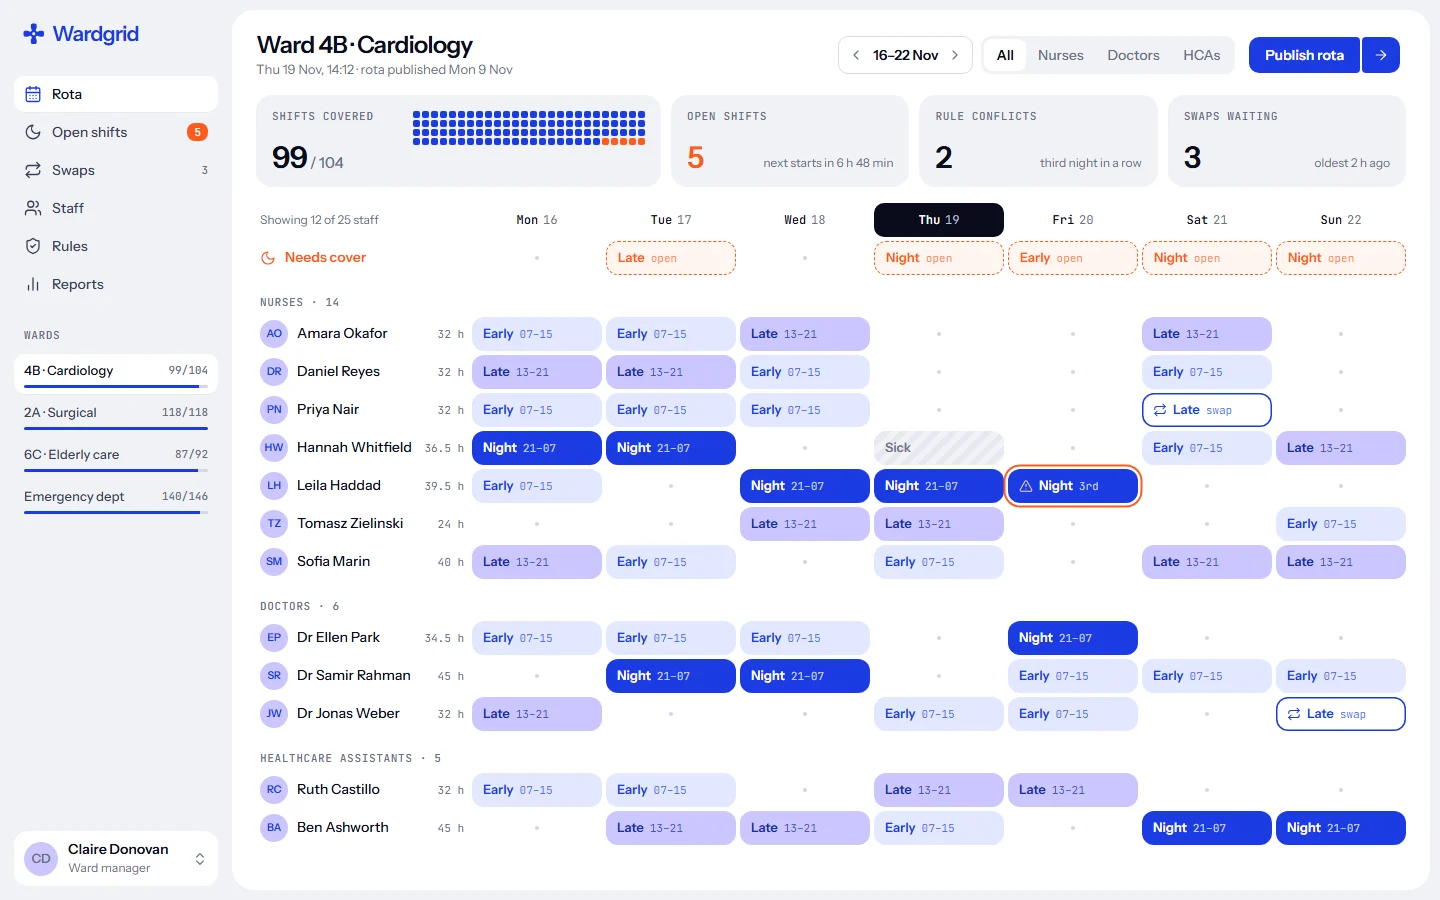 Wardgrid
Rota
Open shifts 5
Swaps 3
Staff
Rules
Reports
WARDS
4B · Cardiology 99/104
2A · Surgical 118/118
6C · Elderly care 87/92
Emergency dept 140/146
CD Claire Donovan
Ward manager
Ward 4B · Cardiology
Thu 19 Nov, 14:12 · rota published Mon 9 Nov
16–22 Nov
All Nurses Doctors HCAs
Publish rota
SHIFTS COVERED
99 / 104
OPEN SHIFTS
5 next starts in 6 h 48 min
RULE CONFLICTS
2 third night in a row
SWAPS WAITING
3 oldest 2 h ago
Showing 12 of 25 staff Mon 16 Tue 17 Wed 18 Thu 19 Fri 20 Sat 21 Sun 22
Needs cover Late open Night open Early open Night open Night open
NURSES · 14
AO Amara Okafor 32 h Early 07–15 Early 07–15 Late 13–21 Late 13–21
DR Daniel Reyes 32 h Late 13–21 Late 13–21 Early 07–15 Early 07–15
PN Priya Nair 32 h Early 07–15 Early 07–15 Early 07–15 Late swap
HW Hannah Whitfield 36.5 h Night 21–07 Night 21–07 Sick Early 07–15 Late 13–21
LH Leila Haddad 39.5 h Early 07–15 Night 21–07 Night 21–07 Night 3rd
TZ Tomasz Zielinski 24 h Late 13–21 Late 13–21 Early 07–15
SM Sofia Marin 40 h Late 13–21 Early 07–15 Early 07–15 Late 13–21 Late 13–21
DOCTORS · 6
EP Dr Ellen Park 34.5 h Early 07–15 Early 07–15 Early 07–15 Night 21–07
SR Dr Samir Rahman 45 h Night 21–07 Night 21–07 Early 07–15 Early 07–15 Early 07–15
JW Dr Jonas Weber 32 h Late 13–21 Early 07–15 Early 07–15 Late swap
HEALTHCARE ASSISTANTS · 5
RC Ruth Castillo 32 h Early 07–15 Early 07–15 Late 13–21 Late 13–21
BA Ben Ashworth 45 h Late 13–21 Late 13–21 Early 07–15 Night 21–07 Night 21–07